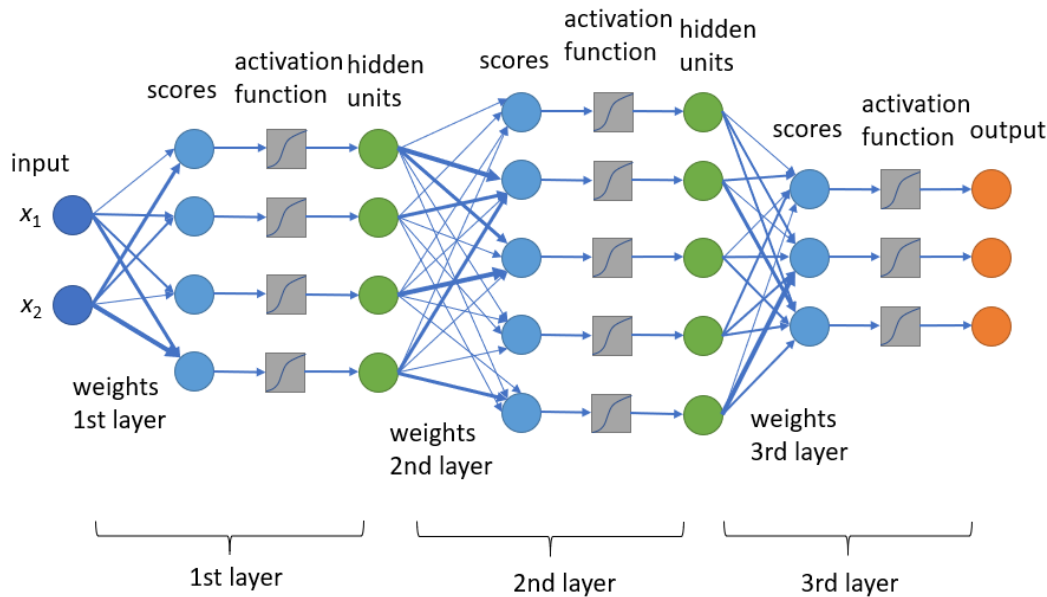 input
x1
x2
scores
activation
function
hidden
units
weights
1st layer
scores
activation
function
hidden
units
weights
2nd layer
scores
activation
function
output
weights
3rd layer
1st layer
2nd layer
3rd layer